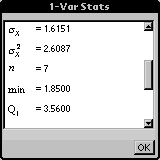 1-Var Stats
σx = 1.6151
σx² = 2.6087
n = 7
min = 1.8500
Q₁ = 3.5600
OK